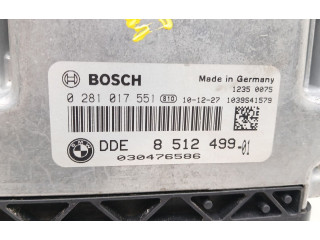 BOSCH
Made in Germany
1235 0075
0 281 017 551 010 10-12-27 1039S41579
DDE 8 512 499-01
030476586